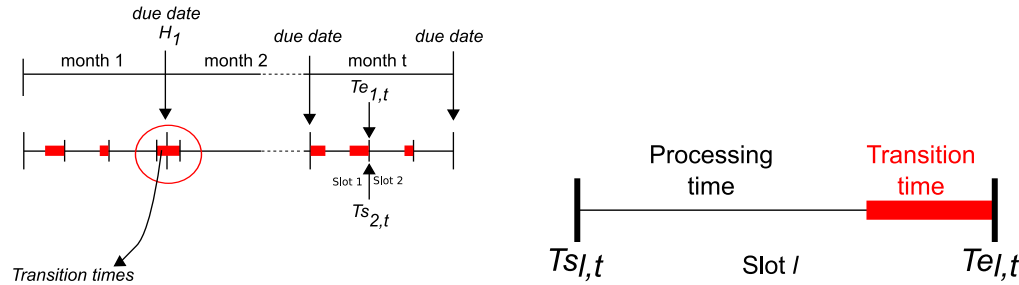 due date
H1
due date
due date
month 1
month 2
month t
Te1,t
Slot 1
Slot 2
Ts2,t
Transition times
Processing
time
Transition
time
Tsl,t
Slot l
Tel,t